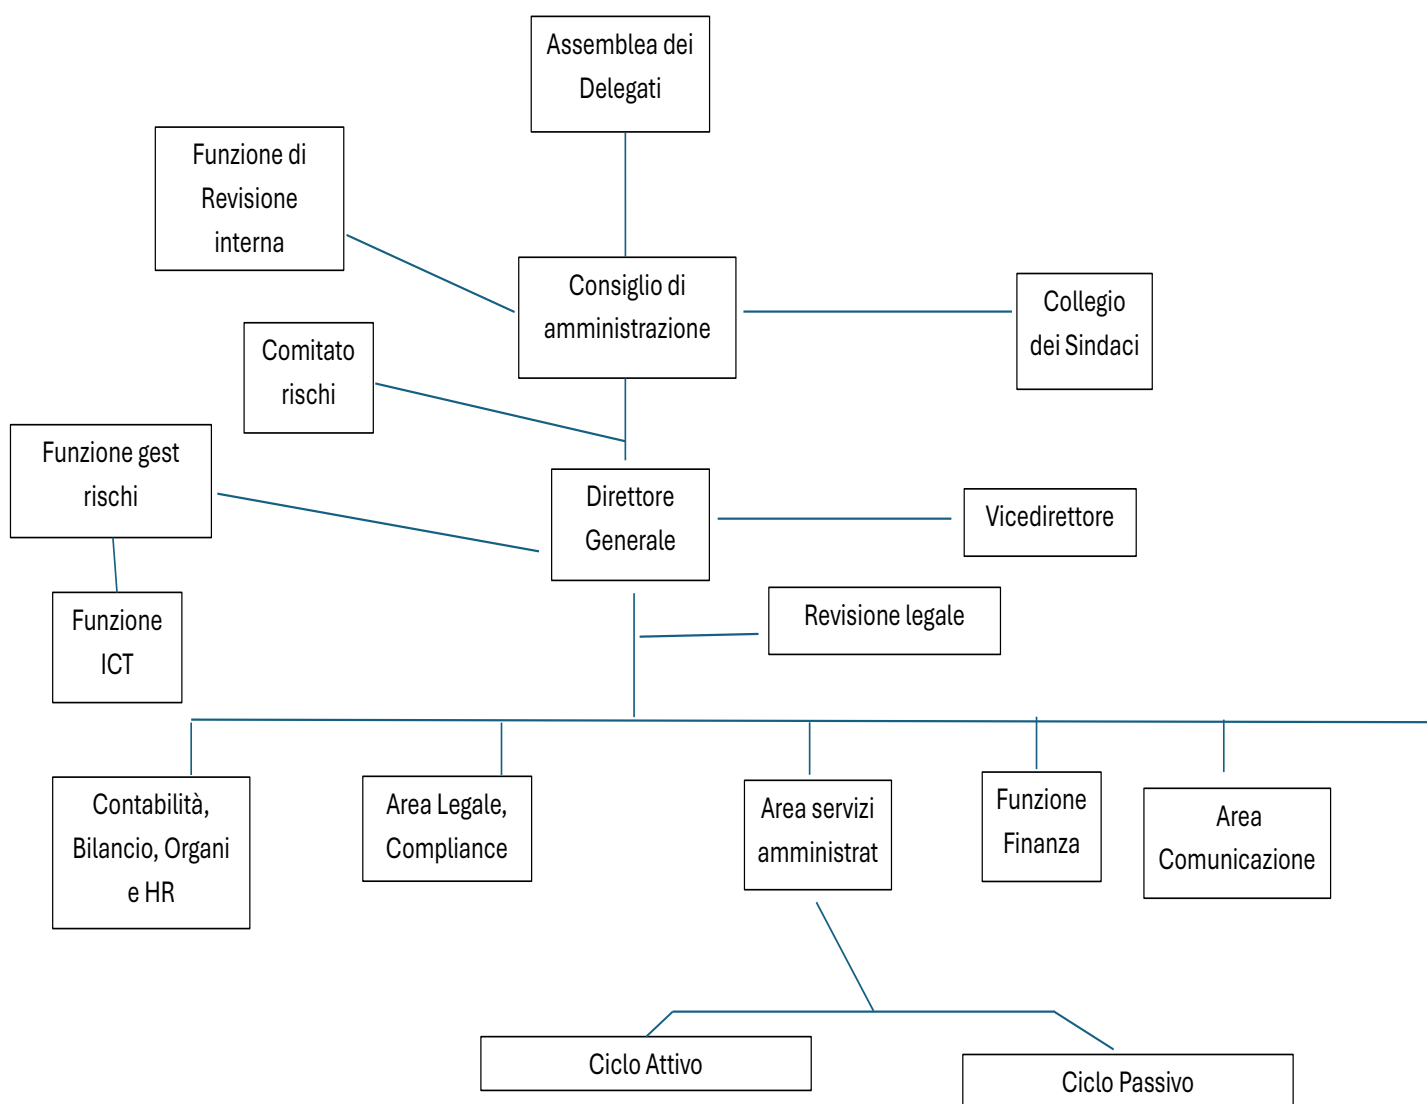 Assemblea dei
Delegati
Funzione di
Revisione
interna
Consiglio di
amministrazione
Collegio
dei Sindaci
Comitato
rischi
Funzione gest
rischi
Direttore
Generale
Vicedirettore
Funzione
ICT
Revisione legale
Contabilità,
Bilancio, Organi
e HR
Area Legale,
Compliance
Area servizi
amministrat
Funzione
Finanza
Area
Comunicazione
Ciclo Attivo
Ciclo Passivo